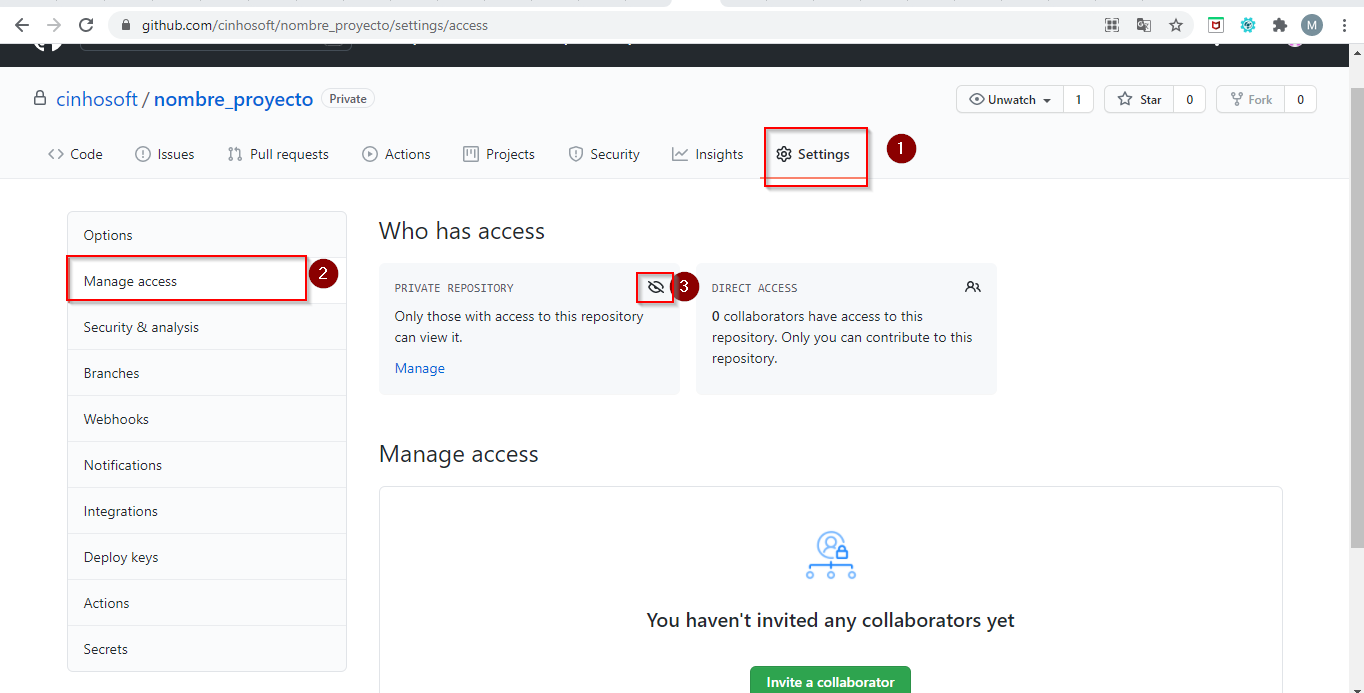 github.com/cinhosoft/nombre_proyecto/settings/access
M
cinhosoft / nombre_proyecto Private
Unwatch 1 Star 0 Fork 0
Code Issues Pull requests Actions Projects Security Insights Settings 1
Options
Manage access 2
Security & analysis
Branches
Webhooks
Notifications
Integrations
Deploy keys
Actions
Secrets
Who has access
PRIVATE REPOSITORY 3
Only those with access to this repository
can view it.
Manage
DIRECT ACCESS
0 collaborators have access to this
repository. Only you can contribute to this
repository.
Manage access
You haven't invited any collaborators yet
Invite a collaborator